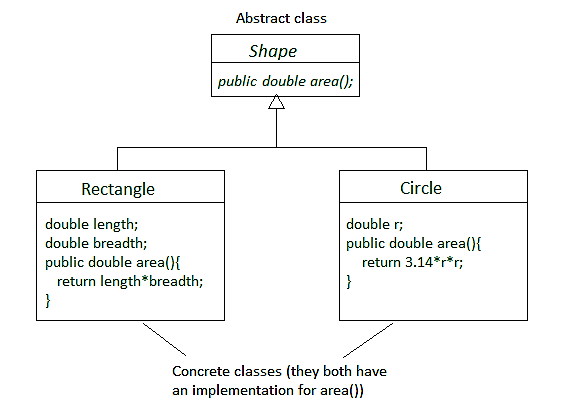 Abstract class
Shape
public double area();
Rectangle
double length;
double breadth;
public double area(){
return length*breadth;
}
Circle
double r;
public double area(){
return 3.14*r*r;
}
Concrete classes (they both have
an implementation for area())